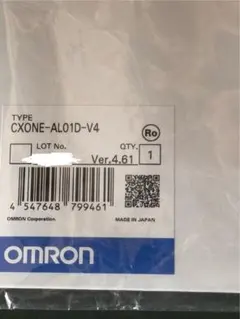 TYPE
CXONE-AL01D-V4
Ro
LOT No.
QTY.
Ver.4.61
1
4 547648 799461
OMRON Corporation
MADE IN JAPAN
OMRON